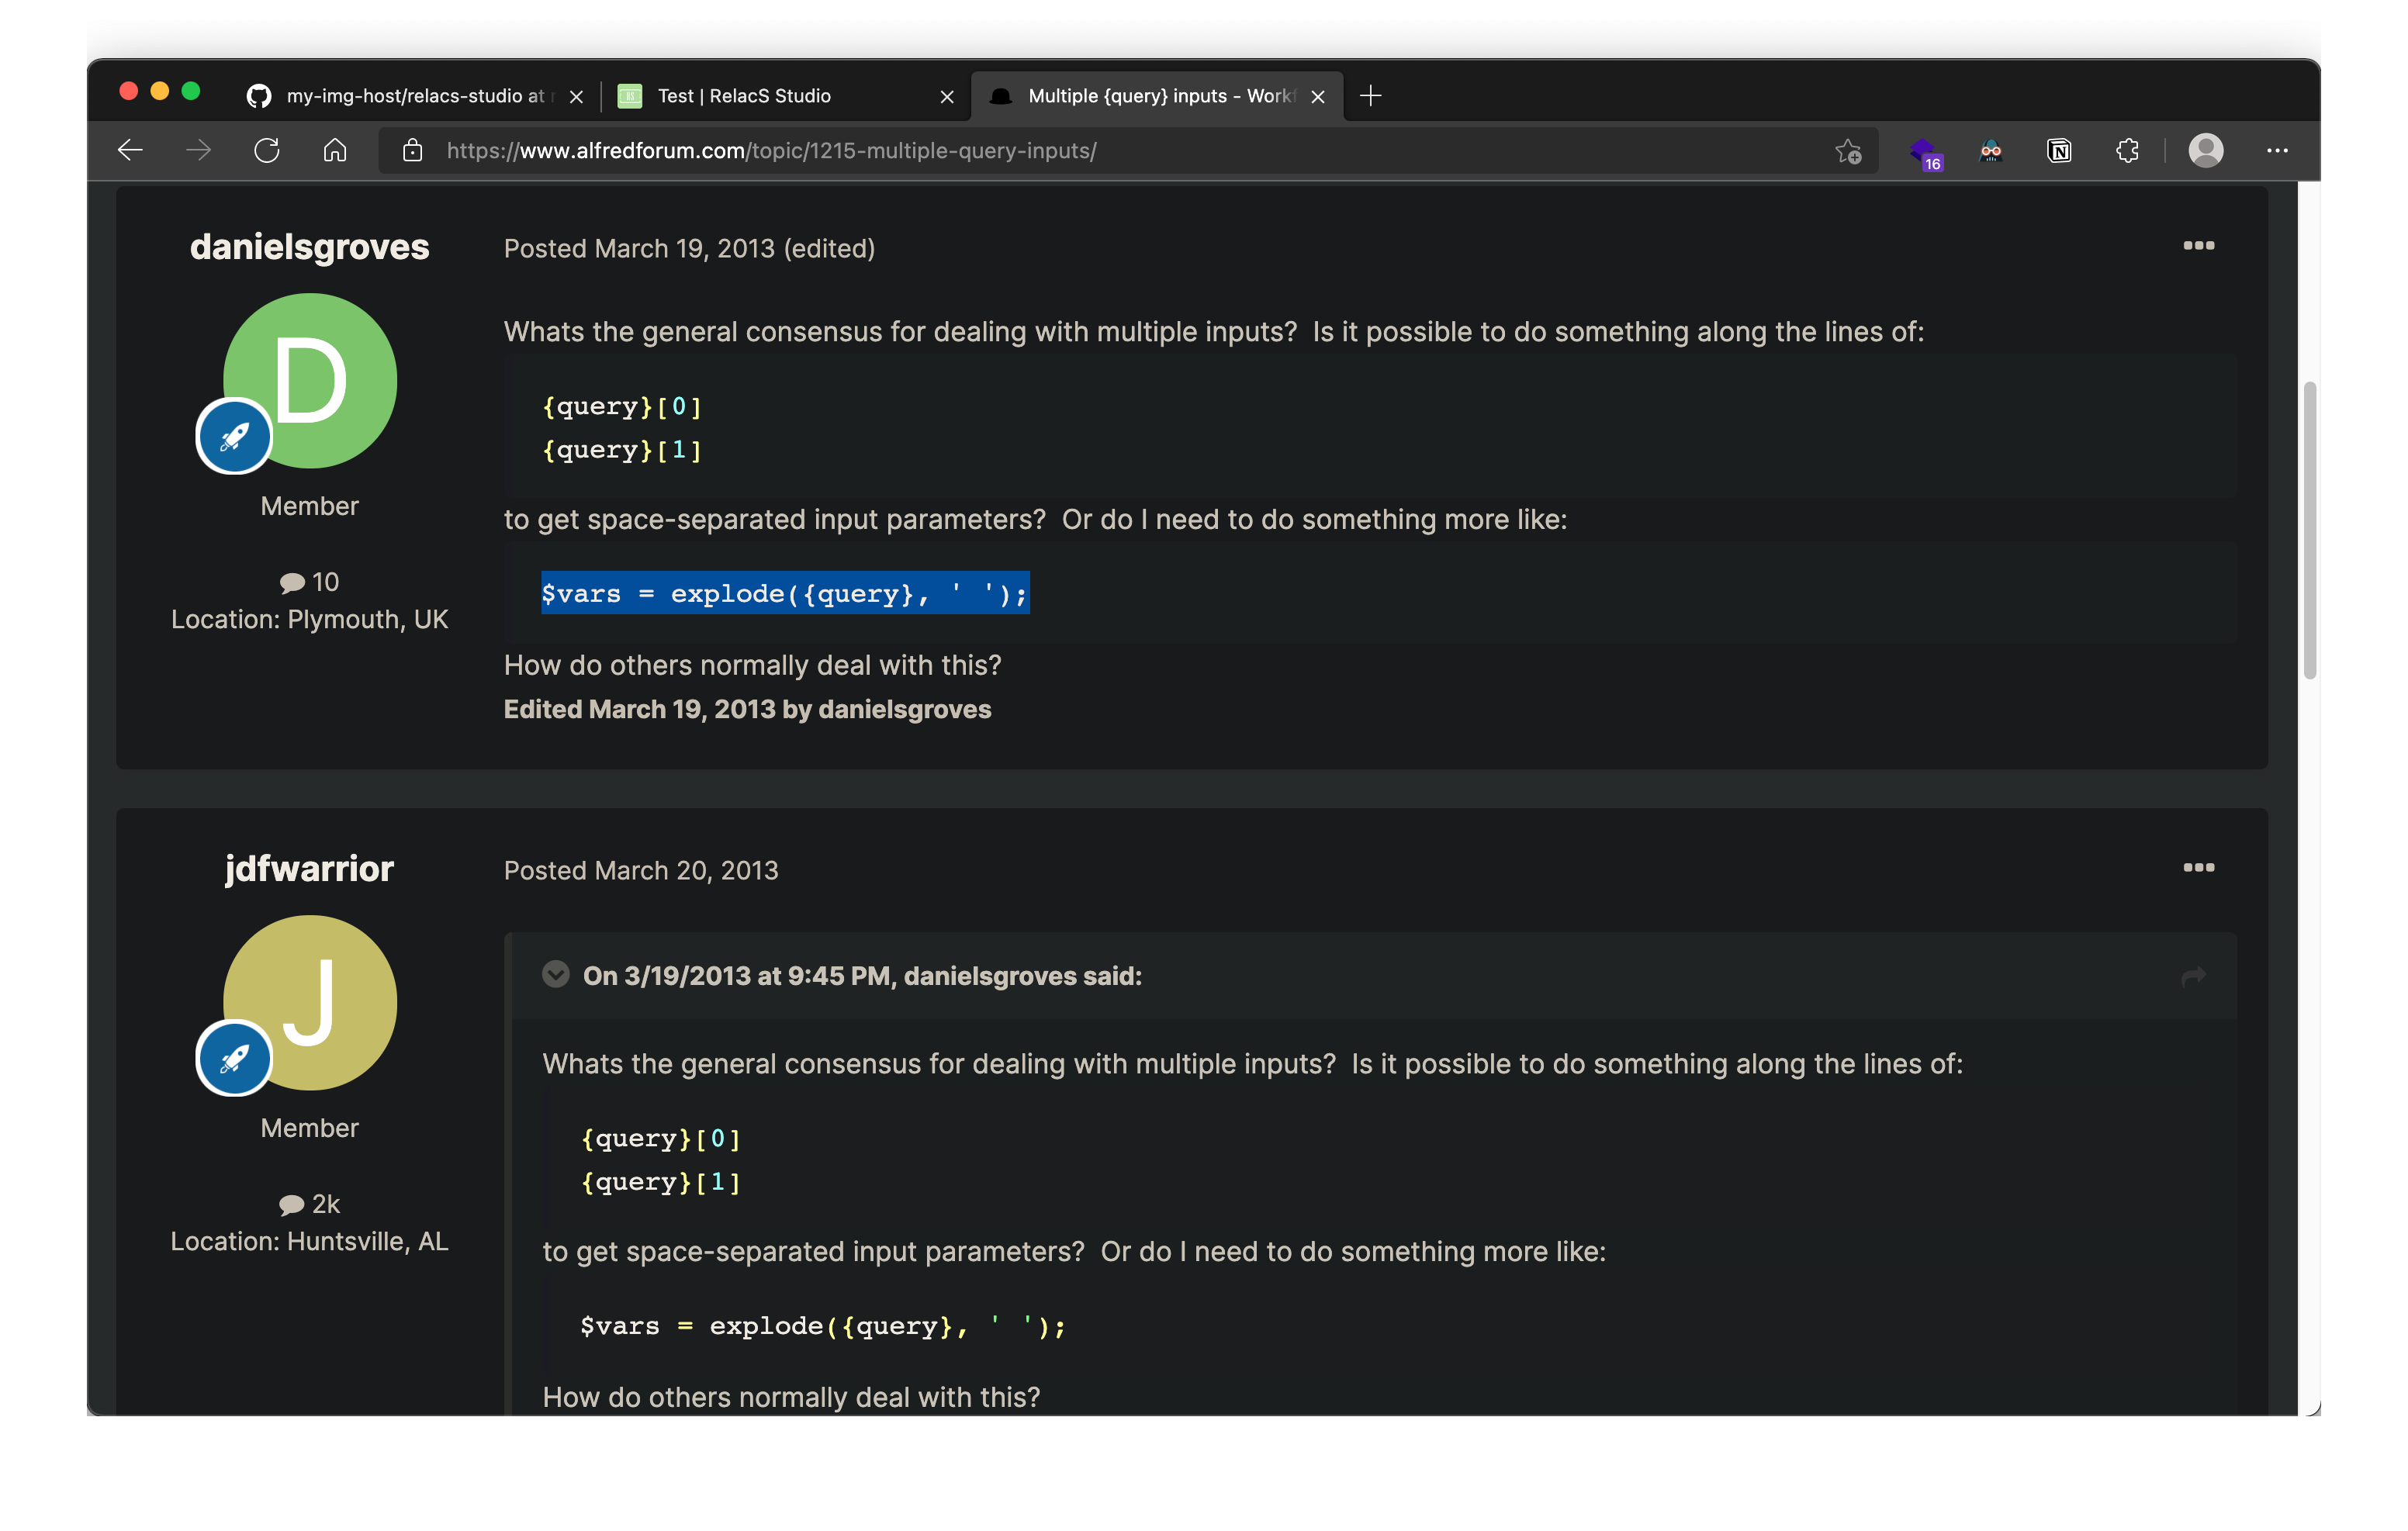 my-img-host/relacs-studio at
Test | RelacS Studio
Multiple {query} inputs - Work
https://www.alfredforum.com/topic/1215-multiple-query-inputs/
16
N
danielsgroves
Posted March 19, 2013 (edited)
D
Member
10
Location: Plymouth, UK
Whats the general consensus for dealing with multiple inputs?  Is it possible to do something along the lines of:
{query}[0]
{query}[1]
to get space-separated input parameters?  Or do I need to do something more like:
$vars = explode({query}, ' ');
How do others normally deal with this?
Edited March 19, 2013 by danielsgroves
jdfwarrior
Posted March 20, 2013
J
Member
2k
Location: Huntsville, AL
On 3/19/2013 at 9:45 PM, danielsgroves said:
Whats the general consensus for dealing with multiple inputs?  Is it possible to do something along the lines of:
{query}[0]
{query}[1]
to get space-separated input parameters?  Or do I need to do something more like:
$vars = explode({query}, ' ');
How do others normally deal with this?